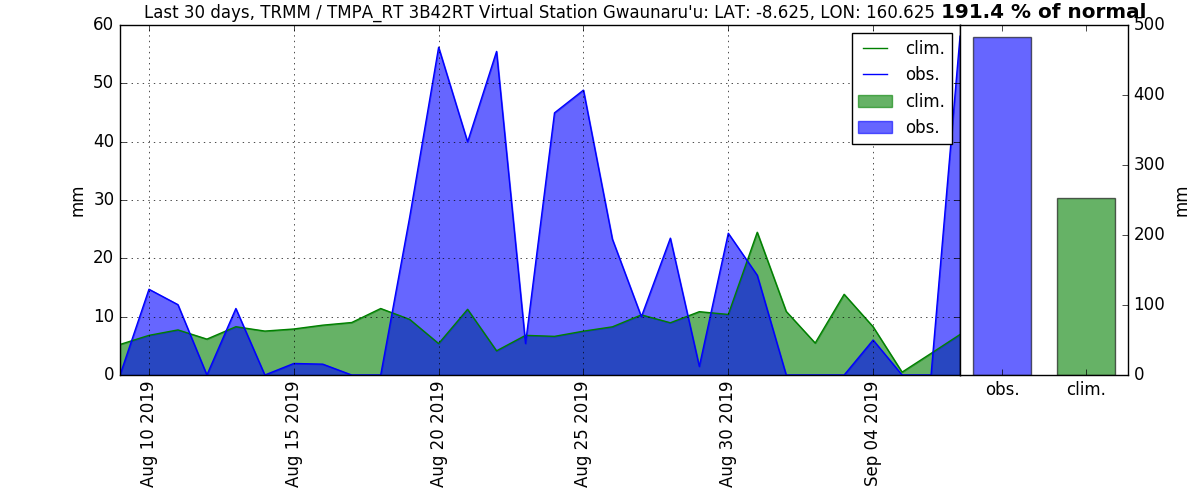 Last 30 days, TRMM / TMPA_RT 3B42RT Virtual Station Gwaunaru'u: LAT: -8.625, LON: 160.625 191.4 % of normal
60
50
40
30
20
10
0
mm
clim.
obs.
clim.
obs.
500
400
300
200
100
0
mm
Aug 10 2019
Aug 15 2019
Aug 20 2019
Aug 25 2019
Aug 30 2019
Sep 04 2019
obs. clim.